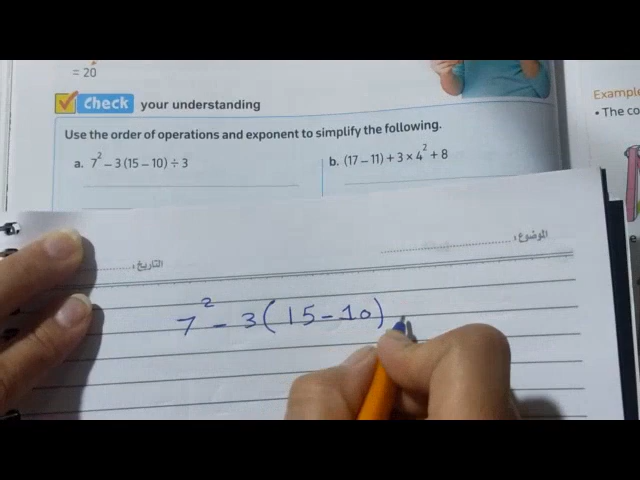 = 20
Check your understanding
Example
• The co
Use the order of operations and exponent to simplify the following.
a. 7² – 3 (15 – 10) ÷ 3
b. (17 – 11) + 3 × 4² + 8
الموضوع:
التاريخ:
7² – 3 ( 15 – 10)